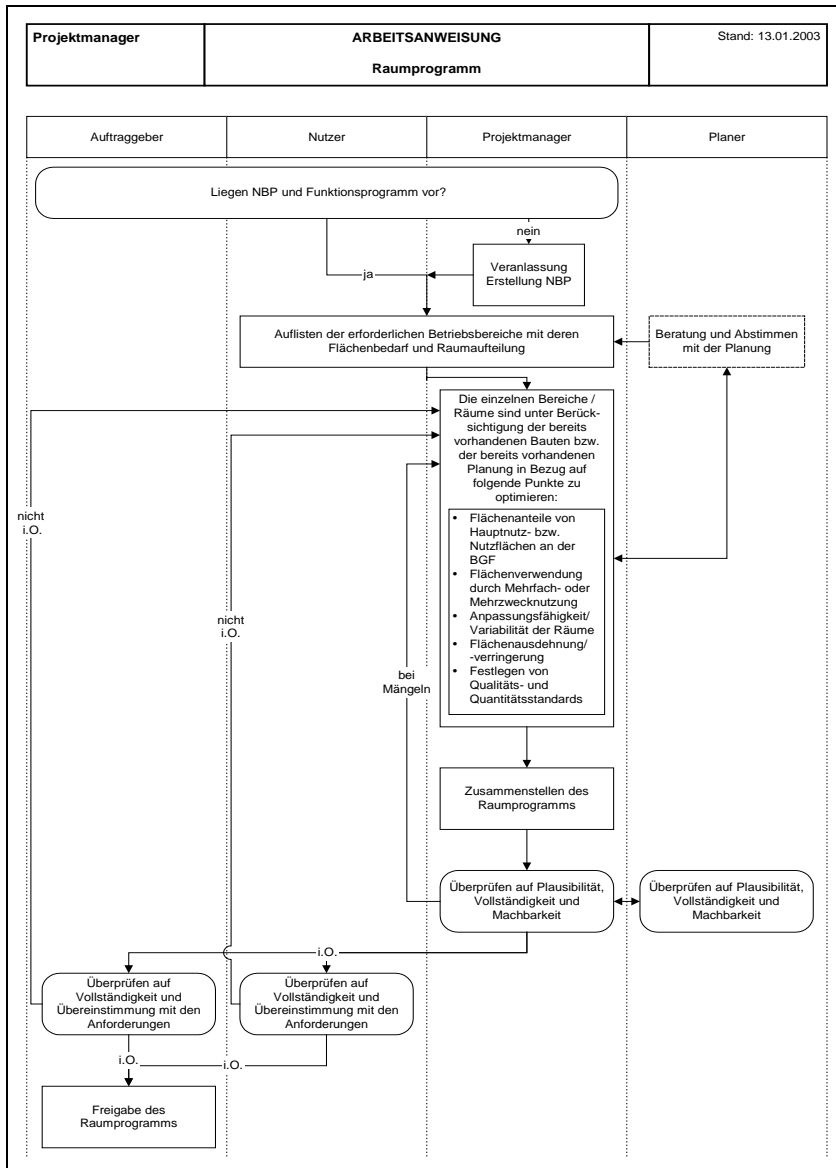 Projektmanager
ARBEITSANWEISUNG
Raumprogramm
Stand: 13.01.2003
Auftraggeber
Nutzer
Projektmanager
Planer
Liegen NBP und Funktionsprogramm vor?
nein
ja
Veranlassung
Erstellung NBP
Auflisten der erforderlichen Betriebsbereiche mit deren
Flächenbedarf und Raumaufteilung
Beratung und Abstimmen
mit der Planung
Die einzelnen Bereiche /
Räume sind unter Berück-
sichtigung der bereits
vorhandenen Bauten bzw.
der bereits vorhandenen
Planung in Bezug auf
folgende Punkte zu
optimieren:
• Flächenanteile von
Hauptnutz- bzw.
Nutzflächen an der
BGF
• Flächenverwendung
durch Mehrfach- oder
Mehrzwecknutzung
• Anpassungsfähigkeit/
Variabilität der Räume
• Flächenausdehnung/
-verringerung
• Festlegen von
Qualitäts- und
Quantitätsstandards
nicht
i.O.
nicht
i.O.
bei
Mängeln
Zusammenstellen des
Raumprogramms
Überprüfen auf Plausibilität,
Vollständigkeit und
Machbarkeit
Überprüfen auf Plausibilität,
Vollständigkeit und
Machbarkeit
i.O.
Überprüfen auf
Vollständigkeit und
Übereinstimmung mit den
Anforderungen
Überprüfen auf
Vollständigkeit und
Übereinstimmung mit den
Anforderungen
i.O.
i.O.
Freigabe des
Raumprogramms